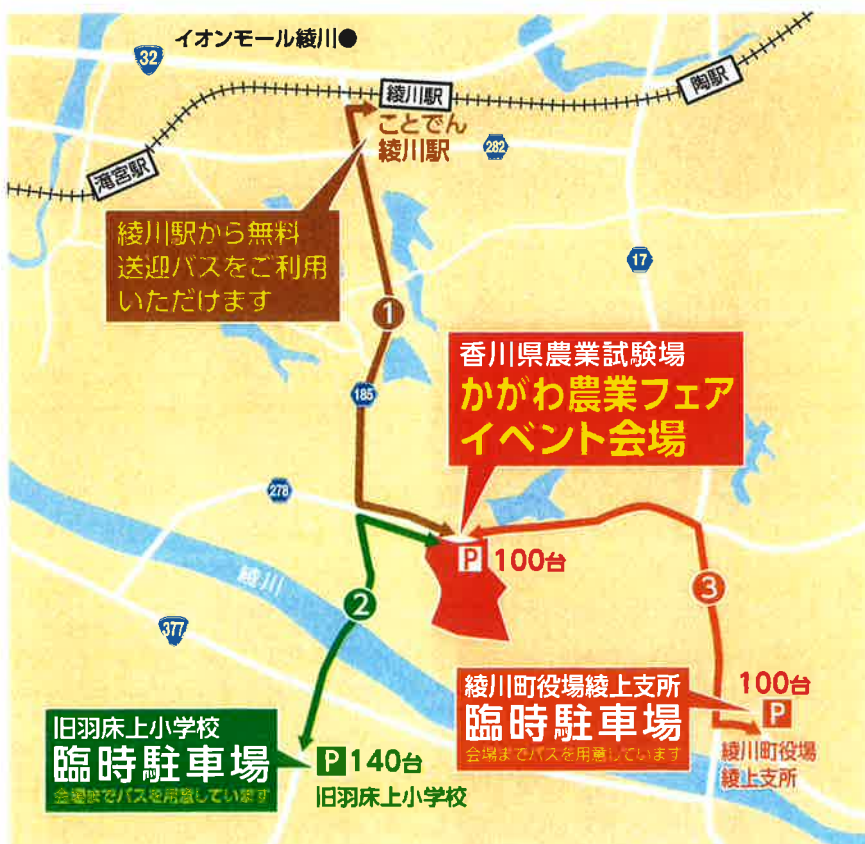 イオンモール綾川●
32
綾川駅
陶駅
ことでん
綾川駅
282
滝宮駅
綾川駅から無料
送迎バスをご利用
いただけます
17
1
香川県農業試験場
かがわ農業フェア
イベント会場
185
278
P 100台
綾川
2
3
377
綾川町役場綾上支所
臨時駐車場
会場までバスを用意しています
100台
P
綾川町役場
綾上支所
旧羽床上小学校
臨時駐車場
会場までバスを用意しています
P 140台
旧羽床上小学校